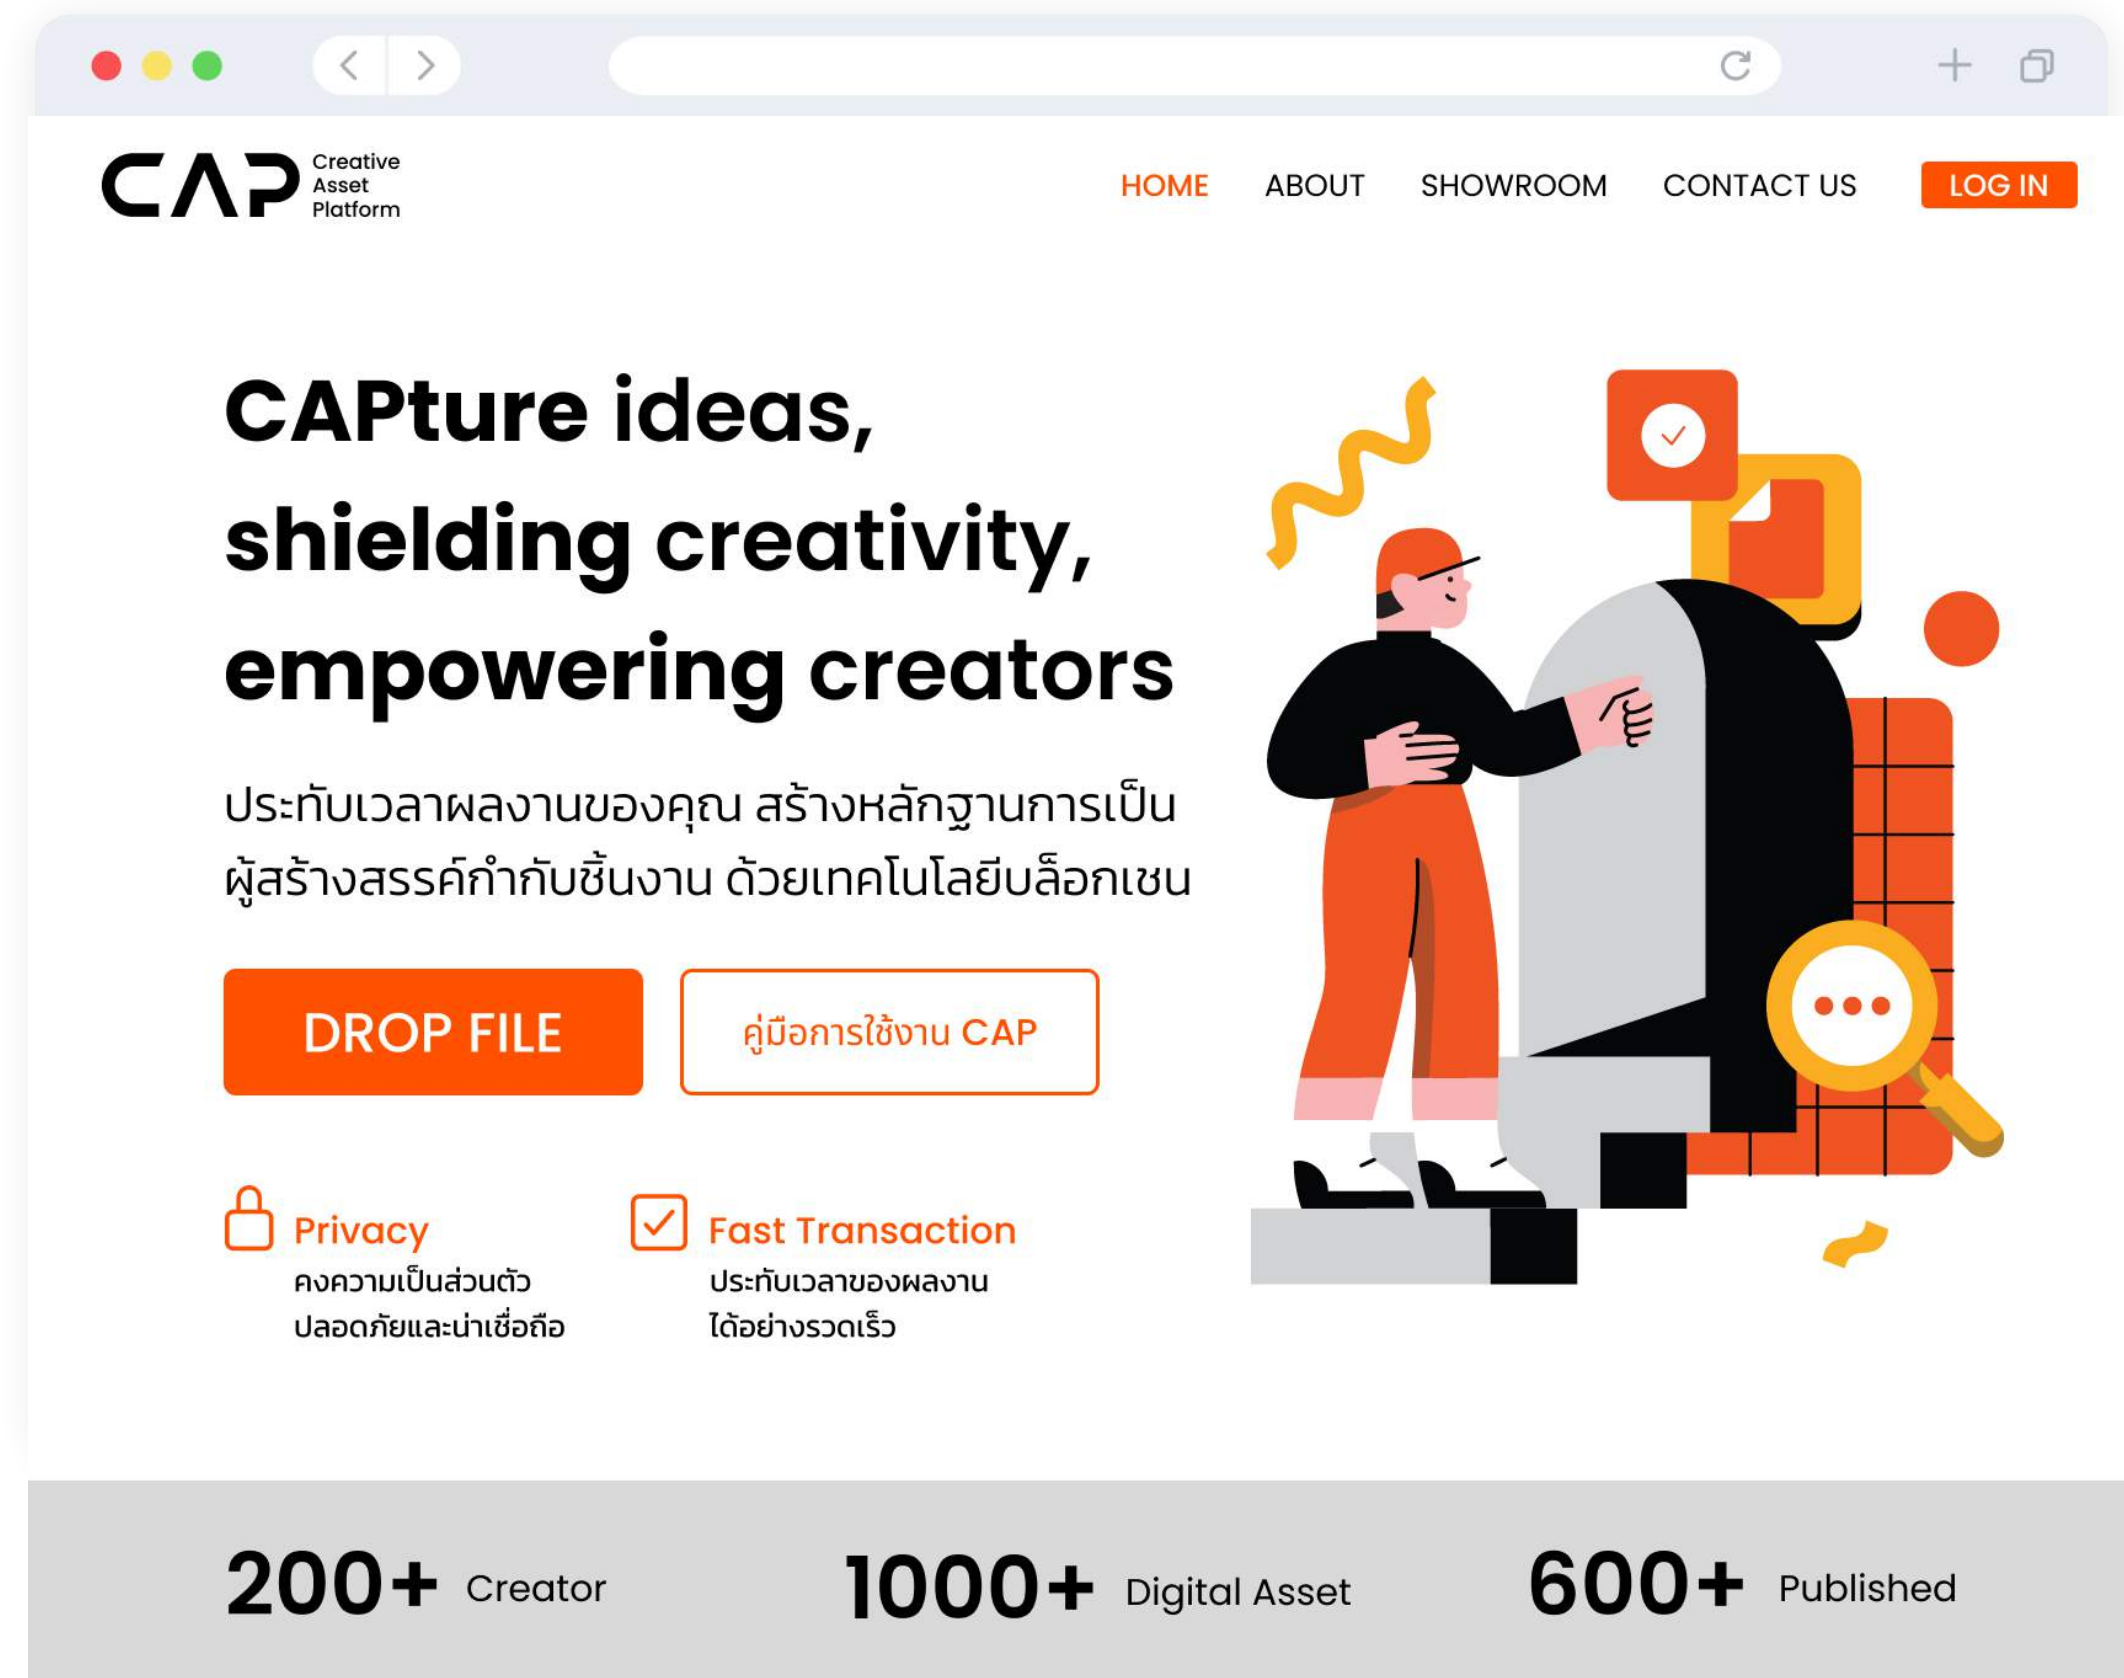 CAP
Creative
Asset
Platform
HOME ABOUT SHOWROOM CONTACT US LOG IN
CAPture ideas,
shielding creativity,
empowering creators
ประทับเวลาผลงานของคุณ สร้างหลักฐานการเป็น
ผู้สร้างสรรค์กำกับชิ้นงาน ด้วยเทคโนโลยีบล็อกเชน
DROP FILE
คู่มือการใช้งาน CAP
Privacy
คงความเป็นส่วนตัว
ปลอดภัยและน่าเชื่อถือ
Fast Transaction
ประทับเวลาของผลงาน
ได้อย่างรวดเร็ว
200+ Creator
1000+ Digital Asset
600+ Published